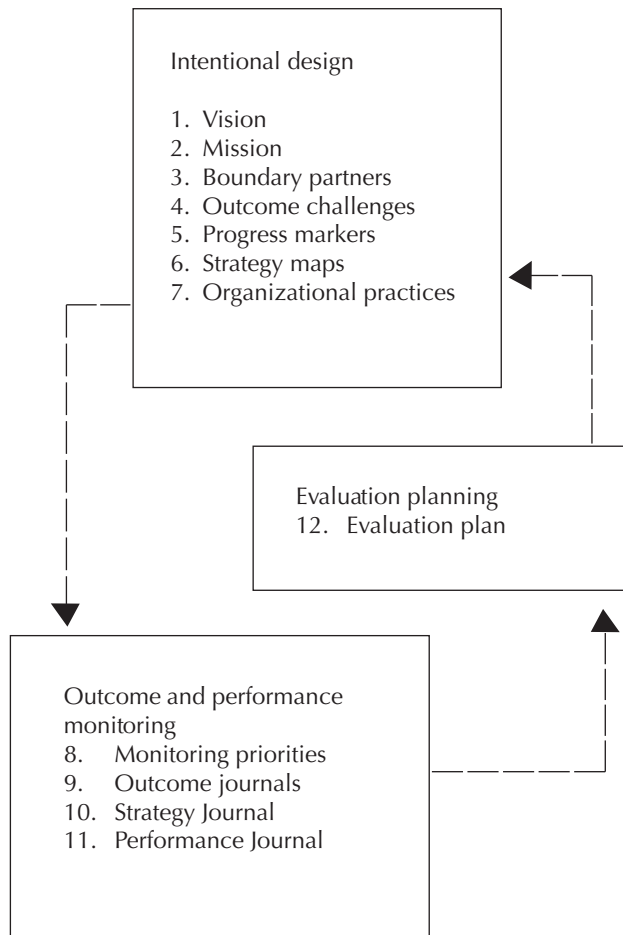 Intentional design
1. Vision
2. Mission
3. Boundary partners
4. Outcome challenges
5. Progress markers
6. Strategy maps
7. Organizational practices
Evaluation planning
12. Evaluation plan
Outcome and performance
monitoring
8. Monitoring priorities
9. Outcome journals
10. Strategy Journal
11. Performance Journal